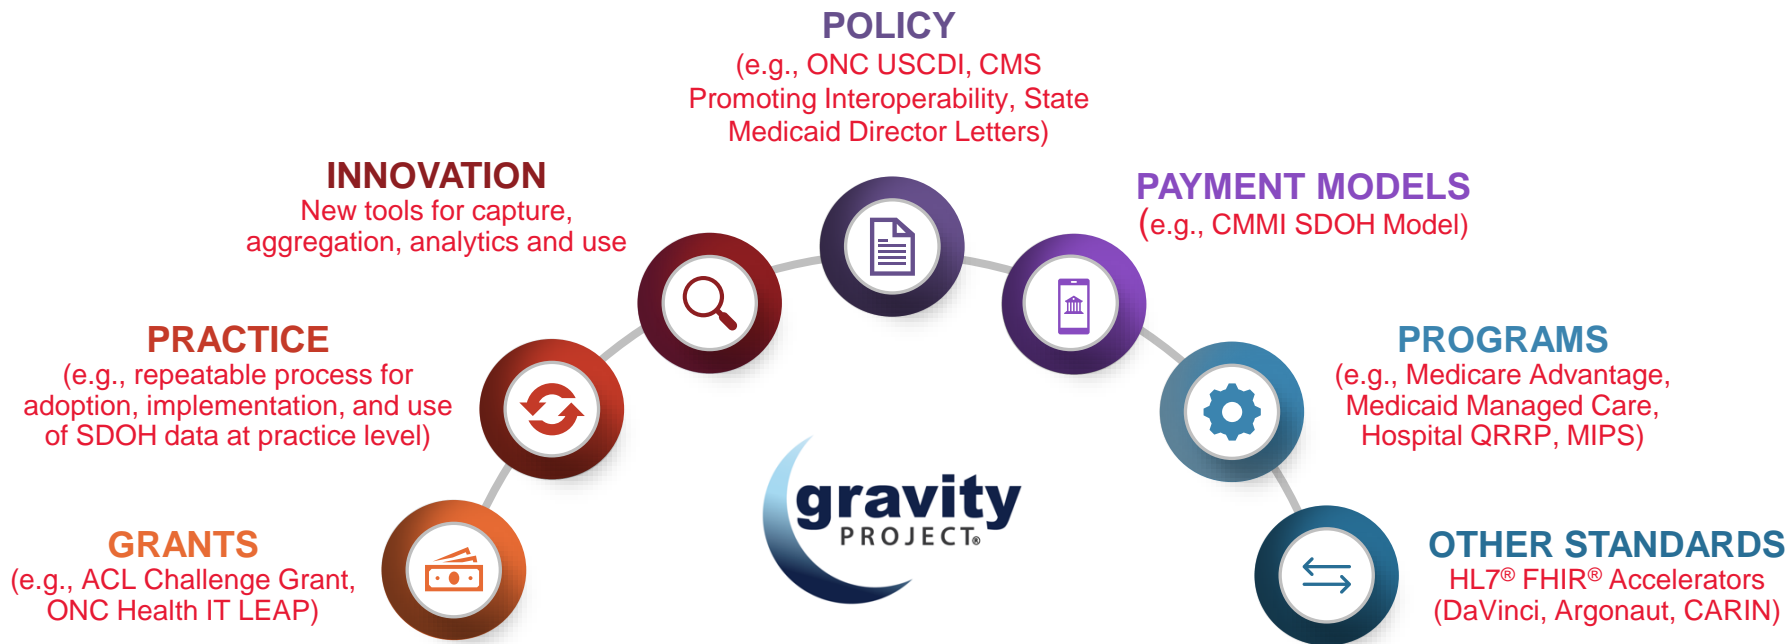 POLICY
(e.g., ONC USCDI, CMS
Promoting Interoperability, State
Medicaid Director Letters)
INNOVATION
New tools for capture,
aggregation, analytics and use
PAYMENT MODELS
(e.g., CMMI SDOH Model)
PRACTICE
(e.g., repeatable process for
adoption, implementation, and use
of SDOH data at practice level)
PROGRAMS
(e.g., Medicare Advantage,
Medicaid Managed Care,
Hospital QRRP, MIPS)
gravity
PROJECT®
GRANTS
(e.g., ACL Challenge Grant,
ONC Health IT LEAP)
OTHER STANDARDS
HL7® FHIR® Accelerators
(DaVinci, Argonaut, CARIN)